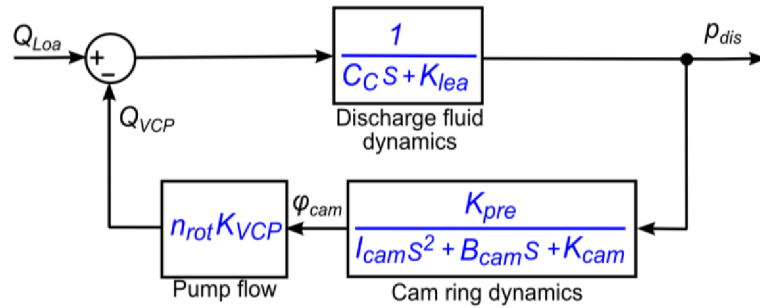 Q_Loa
+
−
1
C_C S + K_lea
p_dis
Discharge fluid
dynamics
Q_VCP
n_rot K_VCP
φ_cam
K_pre
I_cam S² + B_cam S + K_cam
Pump flow
Cam ring dynamics